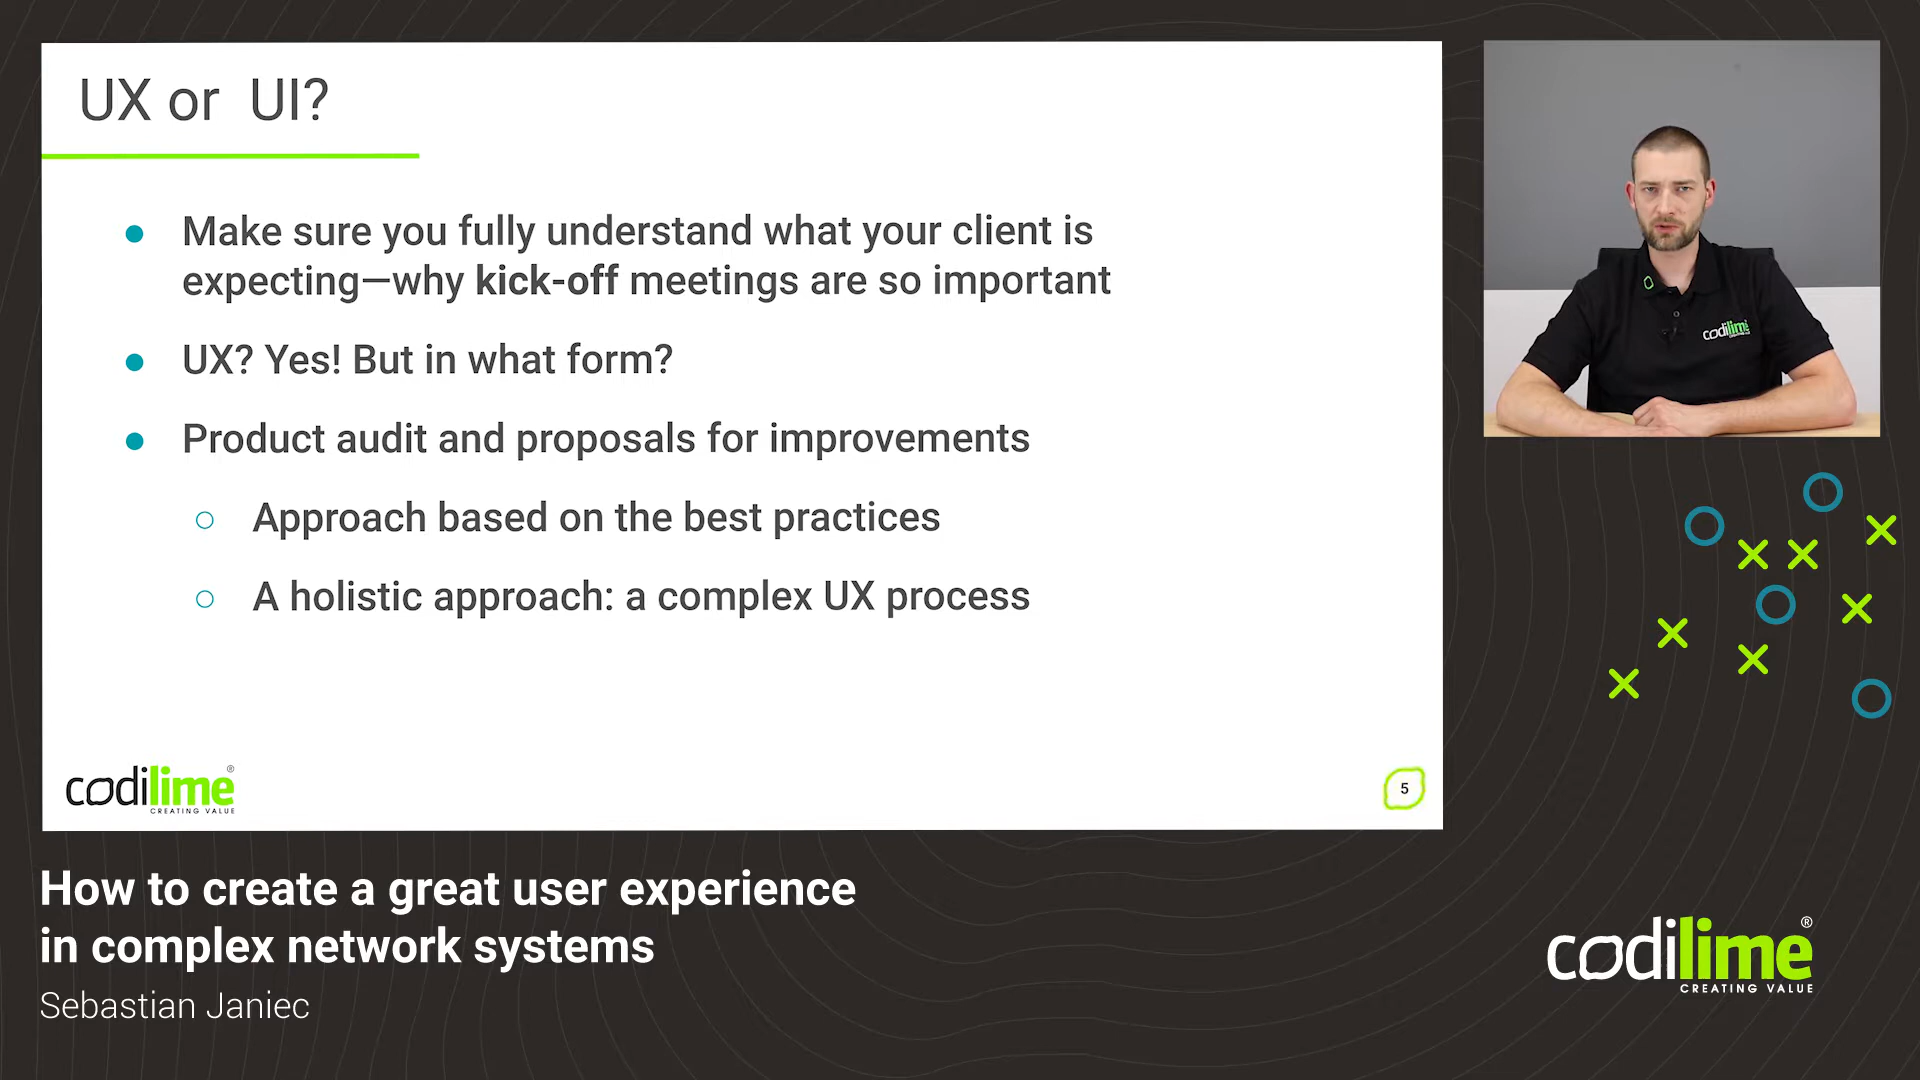 UX or UI?
Make sure you fully understand what your client is
expecting—why kick-off meetings are so important
UX? Yes! But in what form?
Product audit and proposals for improvements
Approach based on the best practices
A holistic approach: a complex UX process
codilime®
CREATING VALUE
5
codilime
How to create a great user experience
in complex network systems
Sebastian Janiec
codilime®
CREATING VALUE